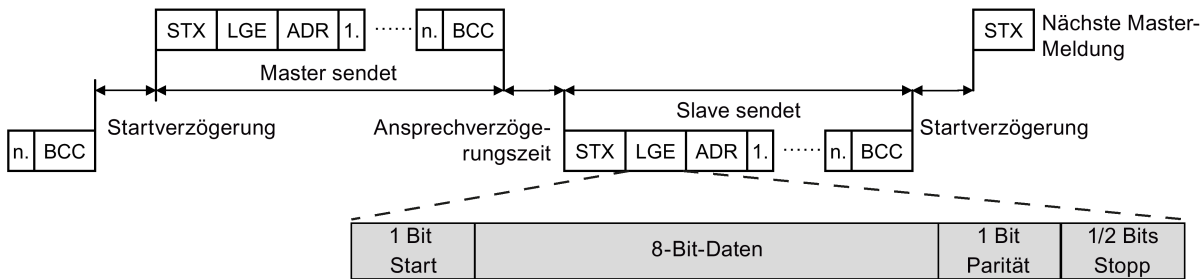 STX LGE ADR 1. ······ n. BCC
STX Nächste Master-
Meldung
Master sendet
Slave sendet
n. BCC
Startverzögerung
Ansprechverzöge-
rungszeit
Startverzögerung
STX LGE ADR 1. ······ n. BCC
1 Bit
Start
8-Bit-Daten
1 Bit
Parität
1/2 Bits
Stopp